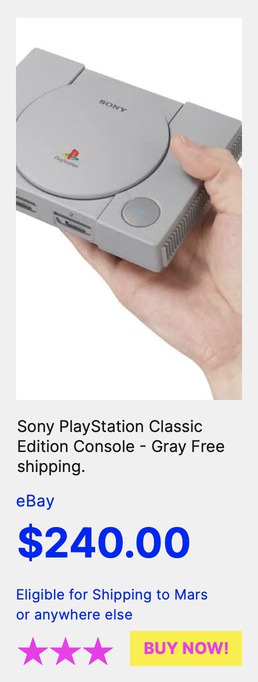 SONY
PlayStation
Sony PlayStation Classic
Edition Console - Gray Free
shipping.
eBay
$240.00
Eligible for Shipping to Mars
or anywhere else
BUY NOW!